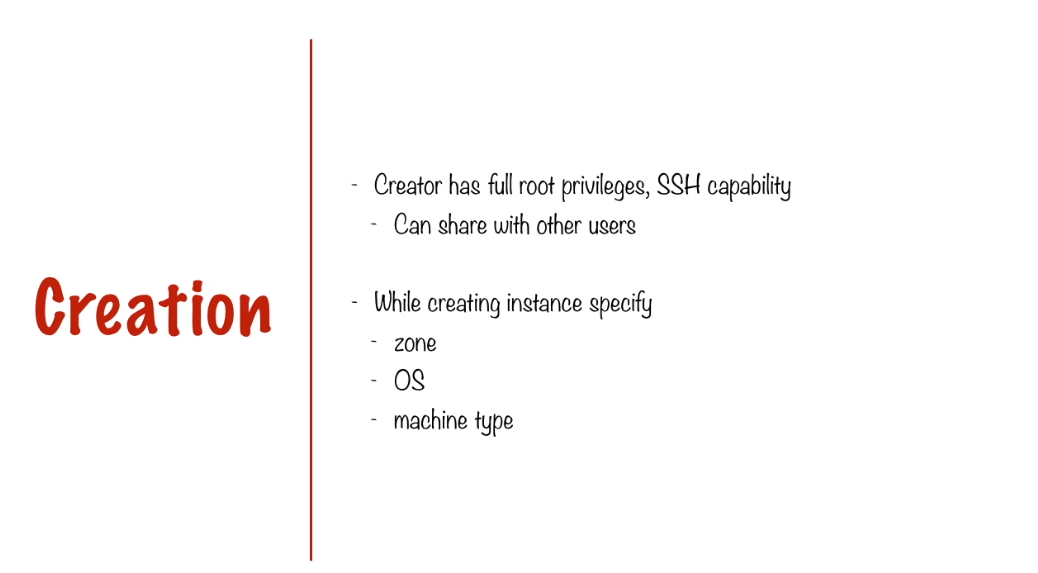 Creation
- Creator has full root privileges, SSH capability
- Can share with other users
- While creating instance specify
- zone
- OS
- machine type